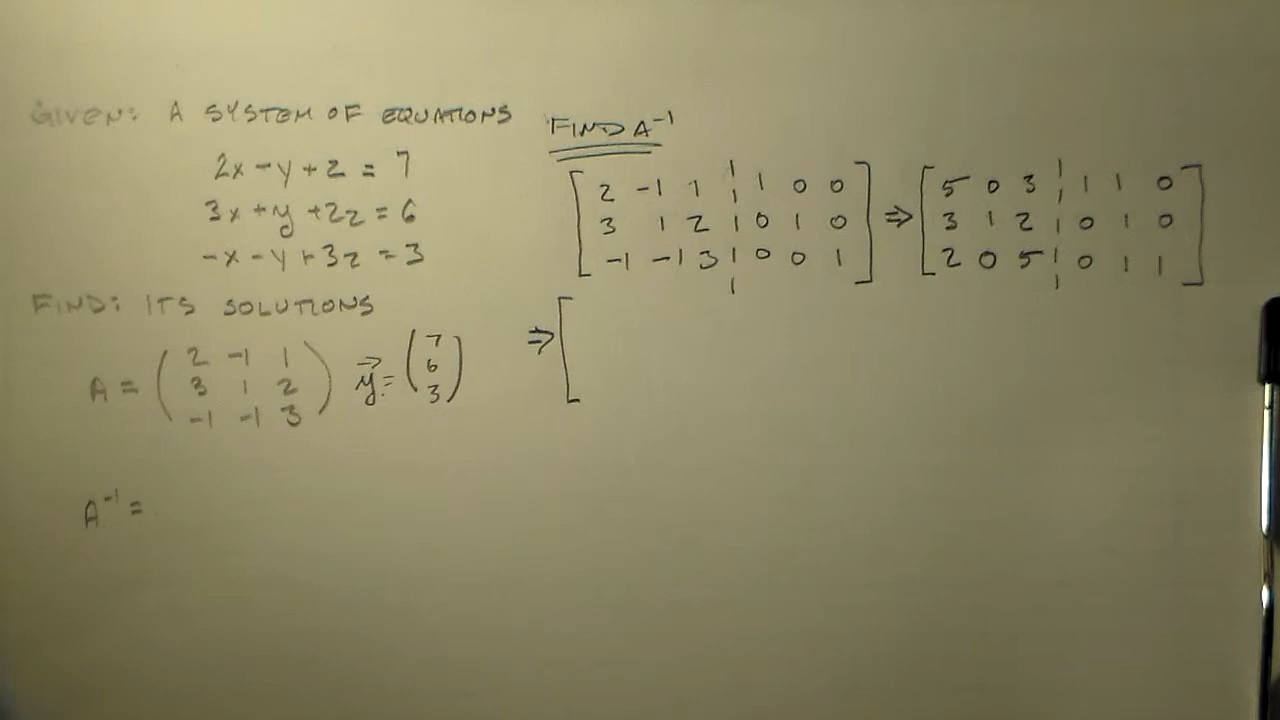 GIVEN: A SYSTEM OF EQUATIONS
2x - y + z = 7
3x + y + 2z = 6
-x - y + 3z = 3
FIND: ITS SOLUTIONS
A = ( 2 -1 1
3 1 2
-1 -1 3 )
y⃗ = ( 7
6
3 )
A⁻¹ =
FIND A⁻¹
[ 2 -1 1 | 1 0 0
3 1 2 | 0 1 0
-1 -1 3 | 0 0 1 ]
⇒ [ 5 0 3 | 1 1 0
3 1 2 | 0 1 0
2 0 5 | 0 1 1 ]
⇒ [